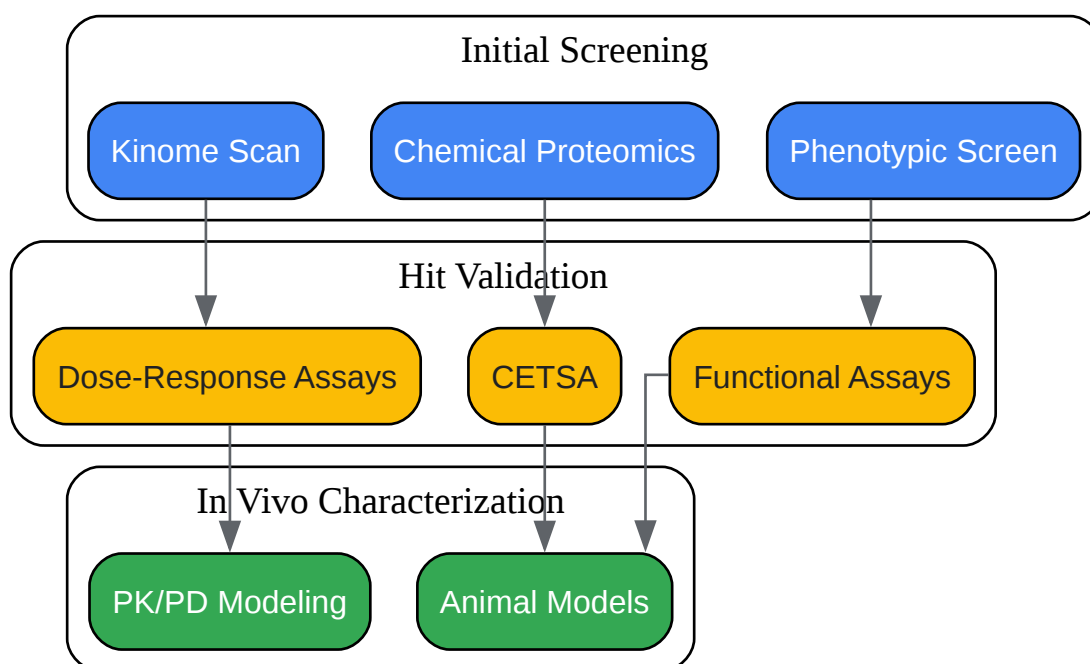 Initial Screening
Kinome Scan
Chemical Proteomics
Phenotypic Screen
Hit Validation
Dose-Response Assays
CETSA
Functional Assays
In Vivo Characterization
PK/PD Modeling
Animal Models